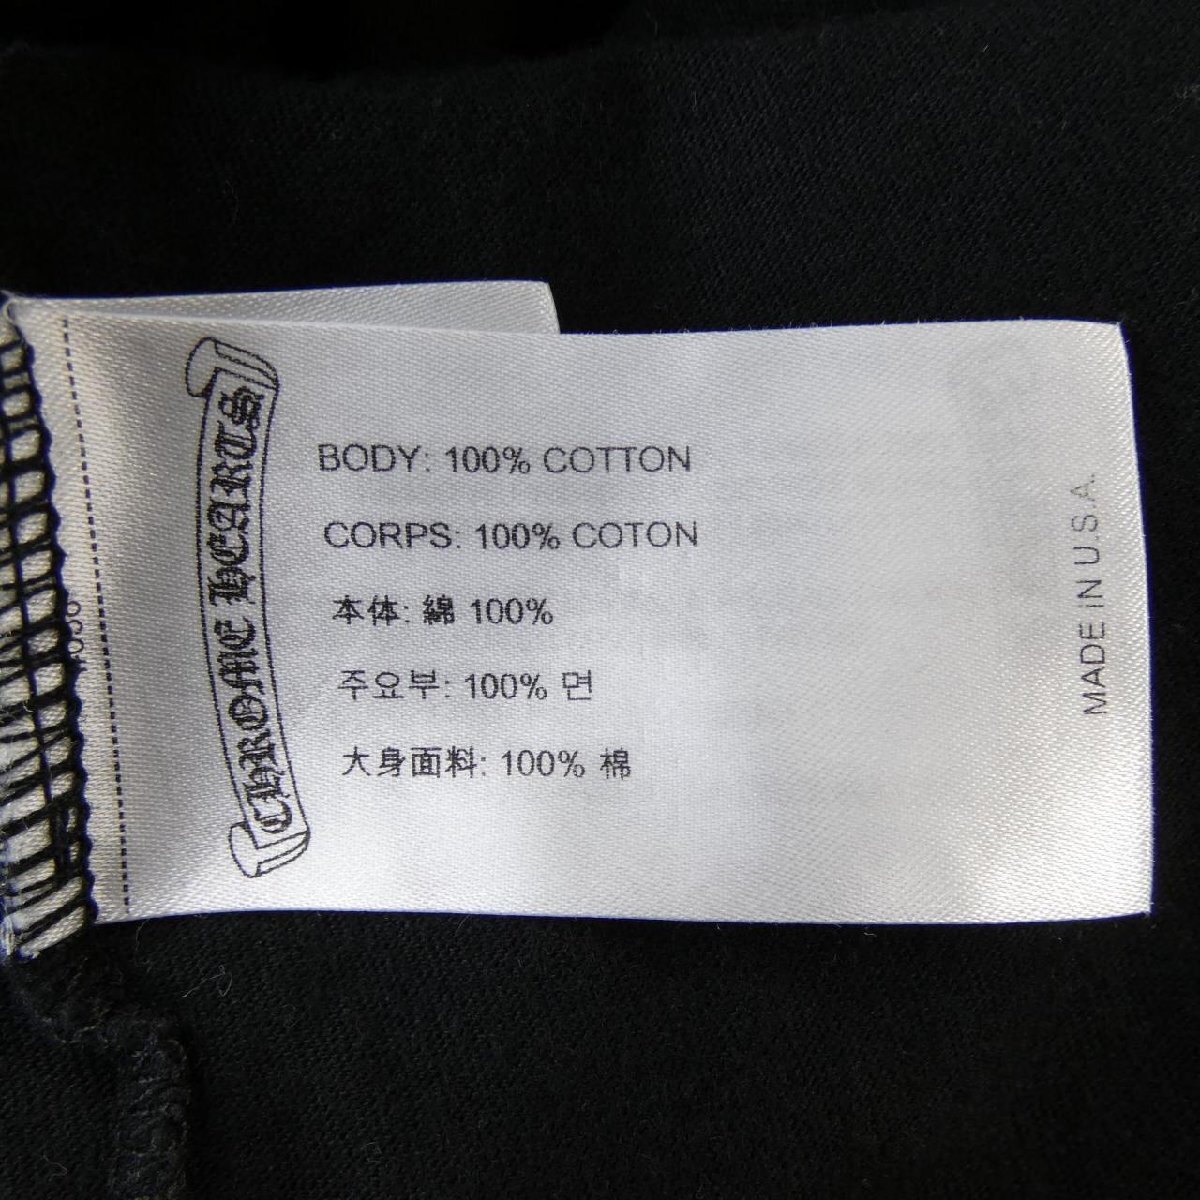 CHROME HEARTS
BODY: 100% COTTON
CORPS: 100% COTON
本体: 綿 100%
주요부: 100% 면
大身面料: 100% 棉
MADE IN U.S.A.